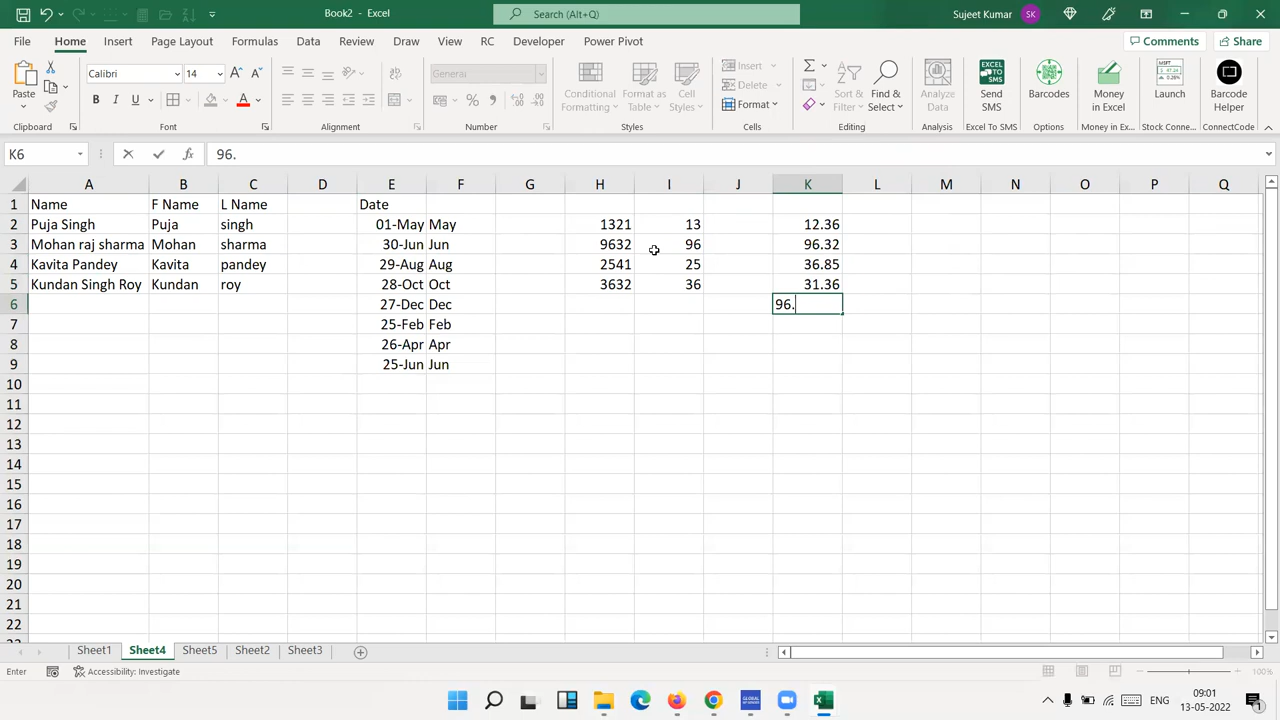 Book2 - Excel
Search (Alt+Q)
Sujeet Kumar SK
File Home Insert Page Layout Formulas Data Review View Draw View RC Developer Power Pivot
Comments Share
Paste
Calibri 14
General
Conditional Formatting
Format as Table
Cell Styles
Insert
Delete
Format
Sort & Filter
Find & Select
Analyze Data
Send SMS
Barcodes
Money in Excel
Launch
Barcode Helper
Clipboard Font Alignment Number Styles Cells Editing Analysis Excel To SMS Options Money in Ex... Stock Conne... ConnectCode
K6 96.
A B C D E F G H I J K L M N O P Q
1 Name F Name L Name Date
2 Puja Singh Puja singh 01-May May 1321 13 12.36
3 Mohan raj sharma Mohan sharma 30-Jun Jun 9632 96 96.32
4 Kavita Pandey Kavita pandey 29-Aug Aug 2541 25 36.85
5 Kundan Singh Roy Kundan roy 28-Oct Oct 3632 36 31.36
6 27-Dec Dec 96.
7 25-Feb Feb
8 26-Apr Apr
9 25-Jun Jun
10
11
12
13
14
15
16
17
18
19
20
21
22
23
Sheet1 Sheet4 Sheet5 Sheet2 Sheet3
Enter Accessibility: Investigate 100%
ENG 09:01
13-05-2022